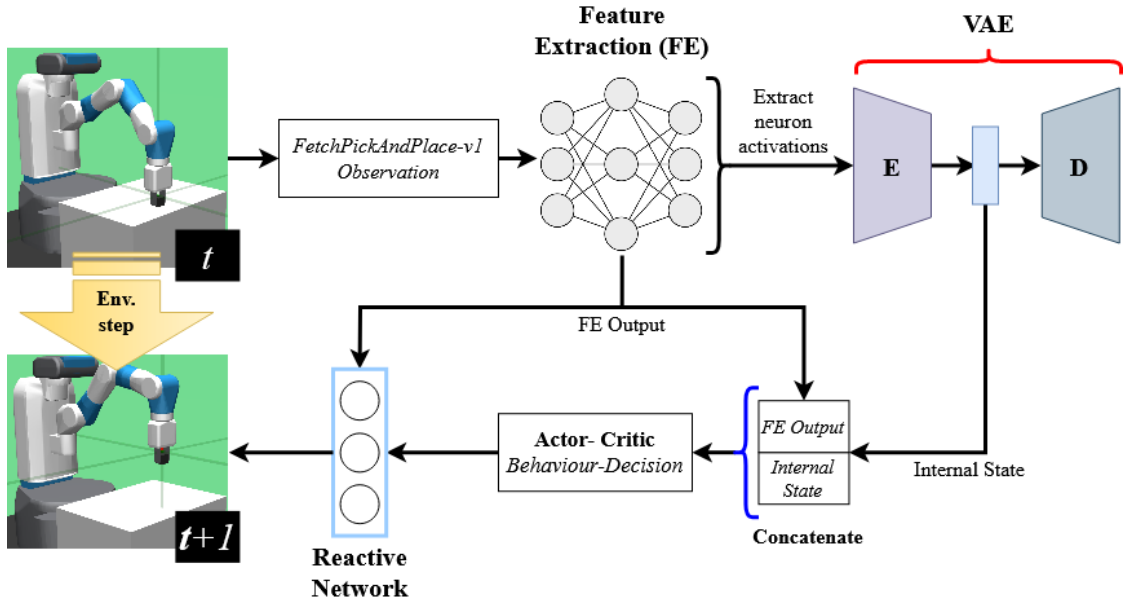 Feature
Extraction (FE)
VAE
FetchPickAndPlace-v1
Observation
Extract
neuron
activations
E
D
t
Env.
step
FE Output
Internal State
FE Output
Internal
State
Concatenate
Actor- Critic
Behaviour-Decision
Reactive
Network
t+1